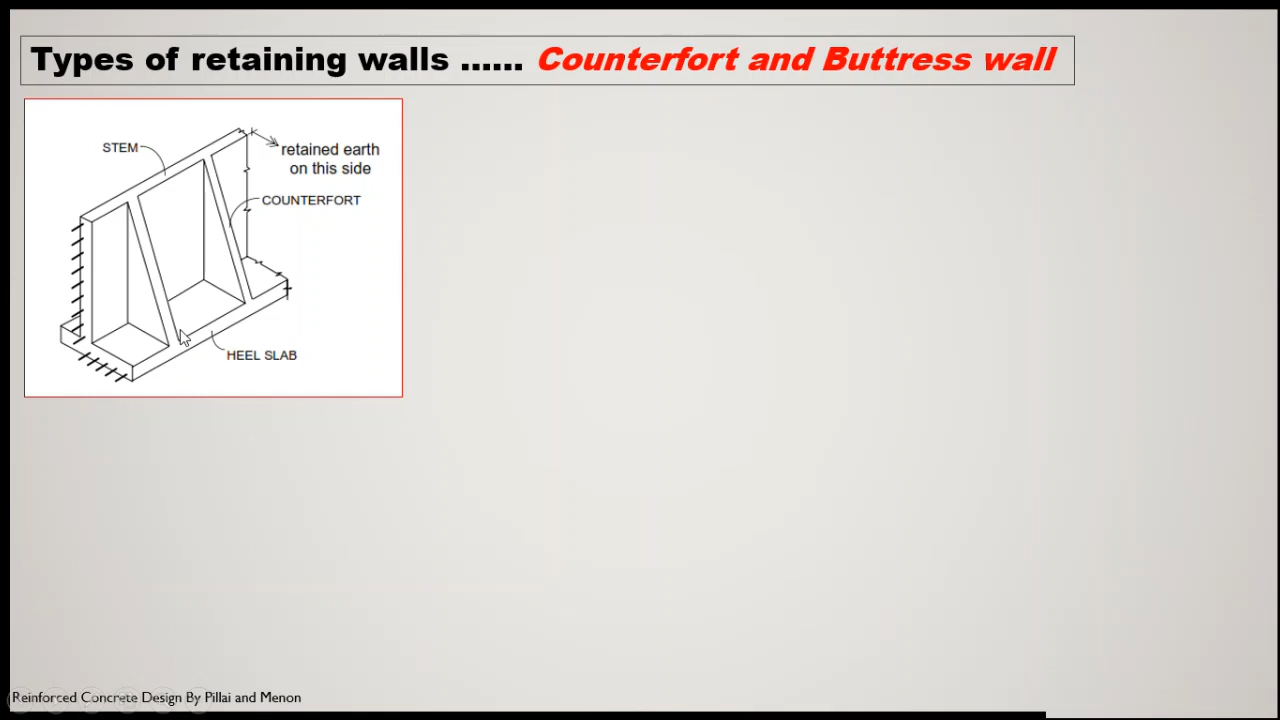 Types of retaining walls ...... Counterfort and Buttress wall
STEM
retained earth
on this side
COUNTERFORT
HEEL SLAB
Reinforced Concrete Design By Pillai and Menon